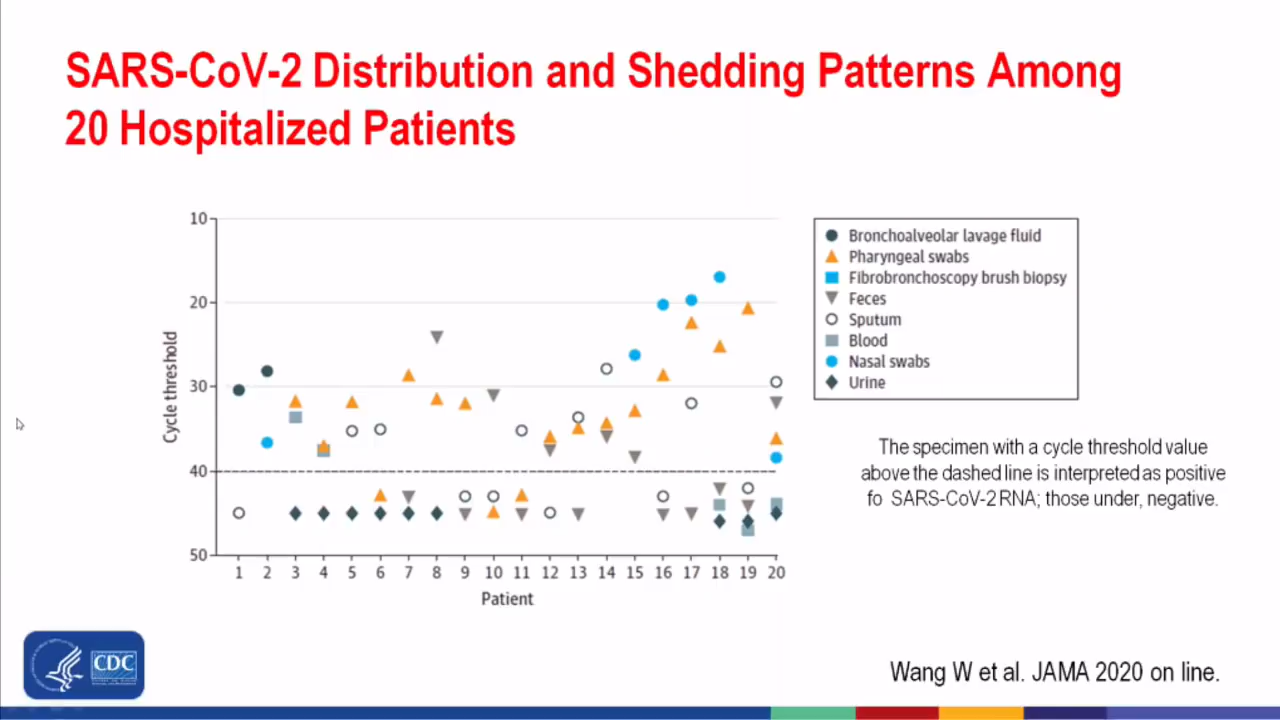 SARS-CoV-2 Distribution and Shedding Patterns Among
20 Hospitalized Patients
10
20
30
40
50
Cycle threshold
1 2 3 4 5 6 7 8 9 10 11 12 13 14 15 16 17 18 19 20
Patient
Bronchoalveolar lavage fluid
Pharyngeal swabs
Fibrobronchoscopy brush biopsy
Feces
Sputum
Blood
Nasal swabs
Urine
The specimen with a cycle threshold value
above the dashed line is interpreted as positive
fo SARS-CoV-2 RNA; those under, negative.
CDC
Wang W et al. JAMA 2020 on line.